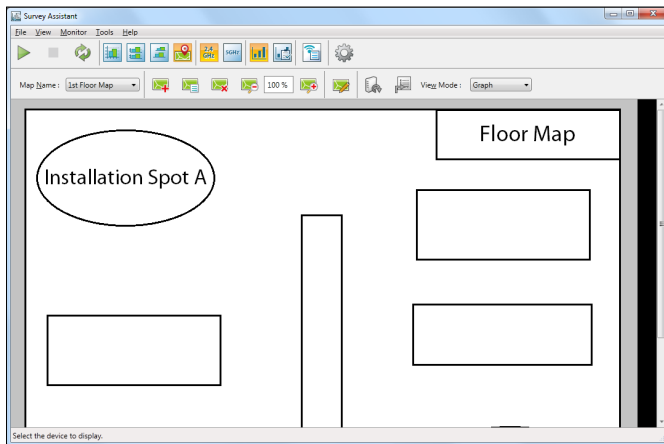 Survey Assistant
File View Monitor Tools Help
2.4 GHz 5GHz
Map Name : 1st Floor Map 100 % View Mode : Graph
Floor Map
Installation Spot A
Select the device to display.